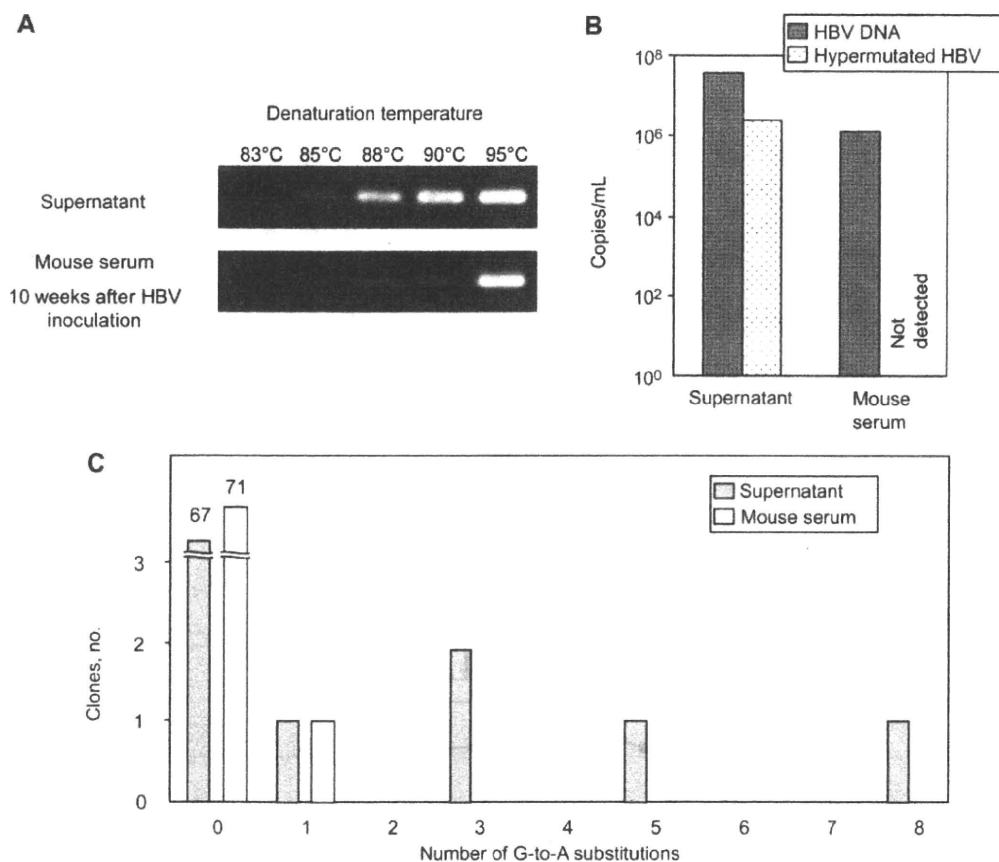 A
Denaturation temperature
83°C 85°C 88°C 90°C 95°C
Supernatant
Mouse serum
10 weeks after HBV
inoculation
B
HBV DNA
Hypermutated HBV
Copies/mL
10⁸
10⁶
10⁴
10²
10⁰
Not
detected
Supernatant
Mouse
serum
C
Supernatant
Mouse serum
67
71
Clones, no.
3
2
1
0
0 1 2 3 4 5 6 7 8
Number of G-to-A substitutions